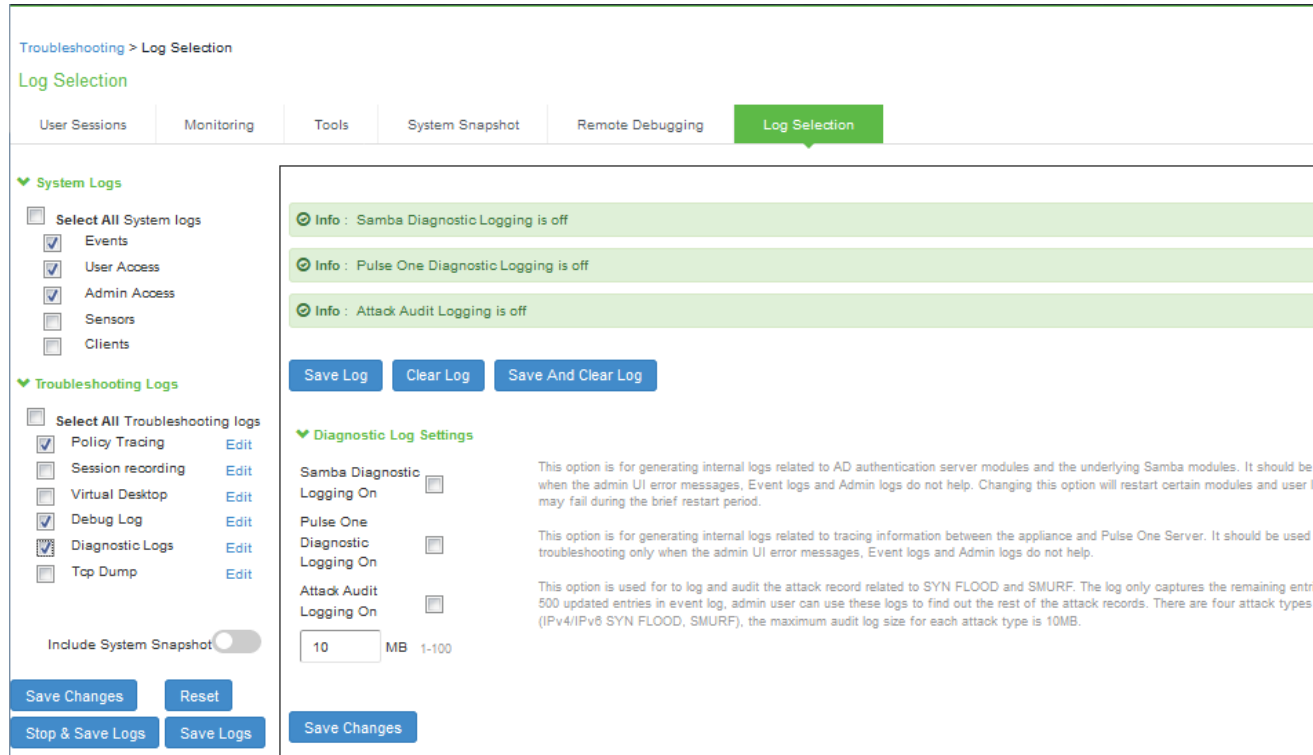 Troubleshooting > Log Selection
Log Selection
User Sessions Monitoring Tools System Snapshot Remote Debugging Log Selection
System Logs
Select All System logs
Events
User Access
Admin Access
Sensors
Clients
Troubleshooting Logs
Select All Troubleshooting logs
Policy Tracing Edit
Session recording Edit
Virtual Desktop Edit
Debug Log Edit
Diagnostic Logs Edit
Tcp Dump Edit
Include System Snapshot
Save Changes Reset
Stop & Save Logs Save Logs
Info : Samba Diagnostic Logging is off
Info : Pulse One Diagnostic Logging is off
Info : Attack Audit Logging is off
Save Log Clear Log Save And Clear Log
Diagnostic Log Settings
Samba Diagnostic
Logging On
This option is for generating internal logs related to AD authentication server modules and the underlying Samba modules. It should be
when the admin UI error messages, Event logs and Admin logs do not help. Changing this option will restart certain modules and user
may fail during the brief restart period.
Pulse One
Diagnostic
Logging On
This option is for generating internal logs related to tracing information between the appliance and Pulse One Server. It should be used
troubleshooting only when the admin UI error messages, Event logs and Admin logs do not help.
Attack Audit
Logging On
This option is used for to log and audit the attack record related to SYN FLOOD and SMURF. The log only captures the remaining
500 updated entries in event log, admin user can use these logs to find out the rest of the attack records. There are four attack types
(IPv4/IPv6 SYN FLOOD, SMURF), the maximum audit log size for each attack type is 10MB.
10 MB 1-100
Save Changes